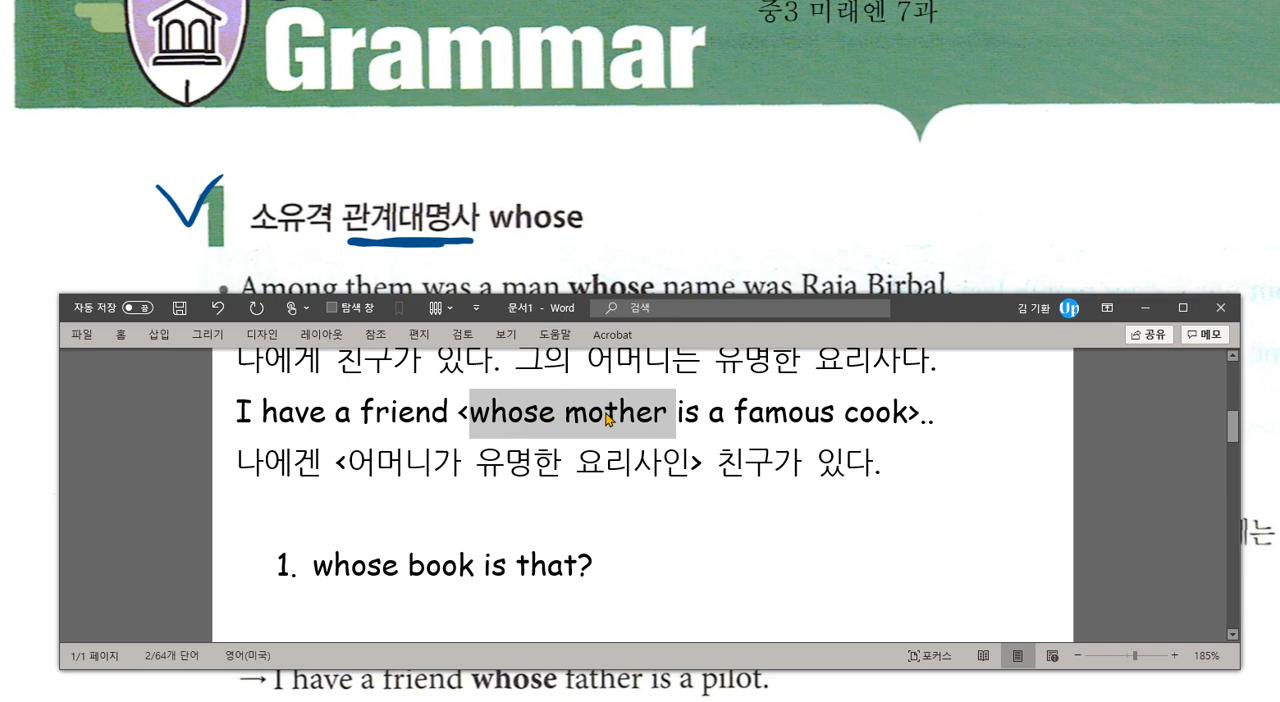 중3 미래엔 7과
Grammar
1 소유격 관계대명사 whose
• Among them was a man whose name was Raja Birbal.
자동 저장 끔 탐색 창 문서1 - Word 검색 김 기환 Up
파일 홈 삽입 그리기 디자인 레이아웃 참조 편지 검토 보기 도움말 Acrobat 공유 메모
나에게 친구가 있다. 그의 어머니는 유명한 요리사다.
I have a friend <whose mother is a famous cook>..
나에겐 <어머니가 유명한 요리사인> 친구가 있다.
1. whose book is that?
1/1 페이지 2/64개 단어 영어(미국) 포커스 185%
→ I have a friend whose father is a pilot.